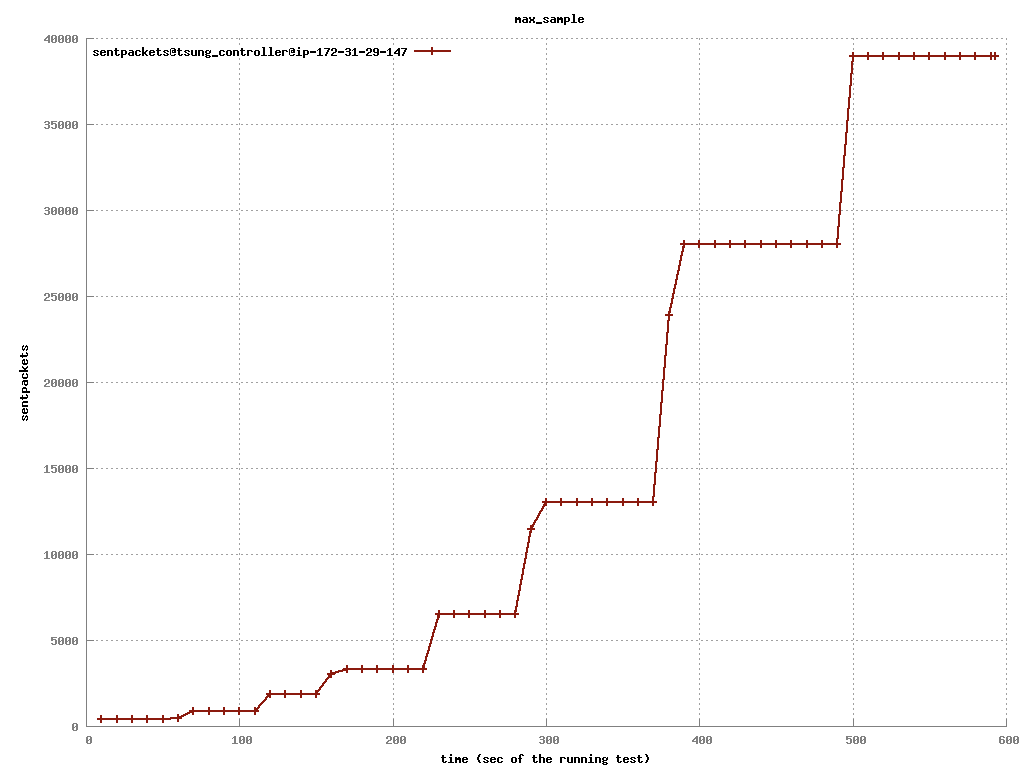 max_sample
sentpackets@tsung_controller@ip-172-31-29-147
40000
35000
30000
25000
20000
15000
10000
5000
0
sentpackets
0 100 200 300 400 500 600
time (sec of the running test)